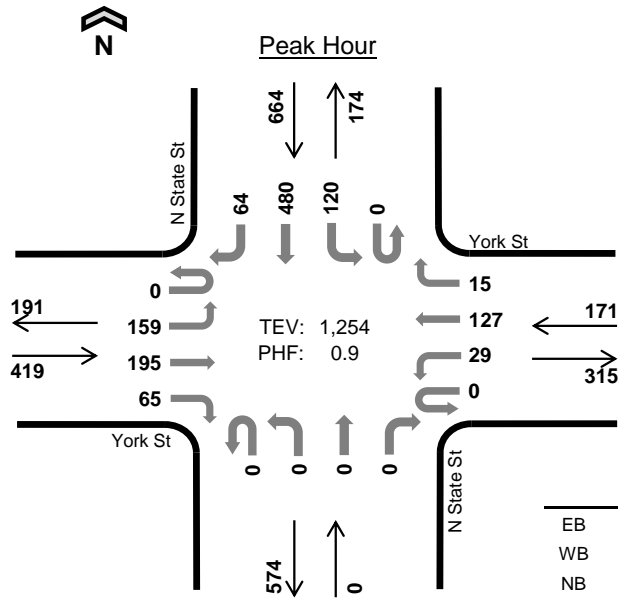 N
Peak Hour
664
174
N State St
64
480
120
0
York St
0
159
195
65
191
419
TEV: 1,254
PHF: 0.9
15
127
29
0
171
315
York St
0
0
0
0
N State St
574
0
EB
WB
NB